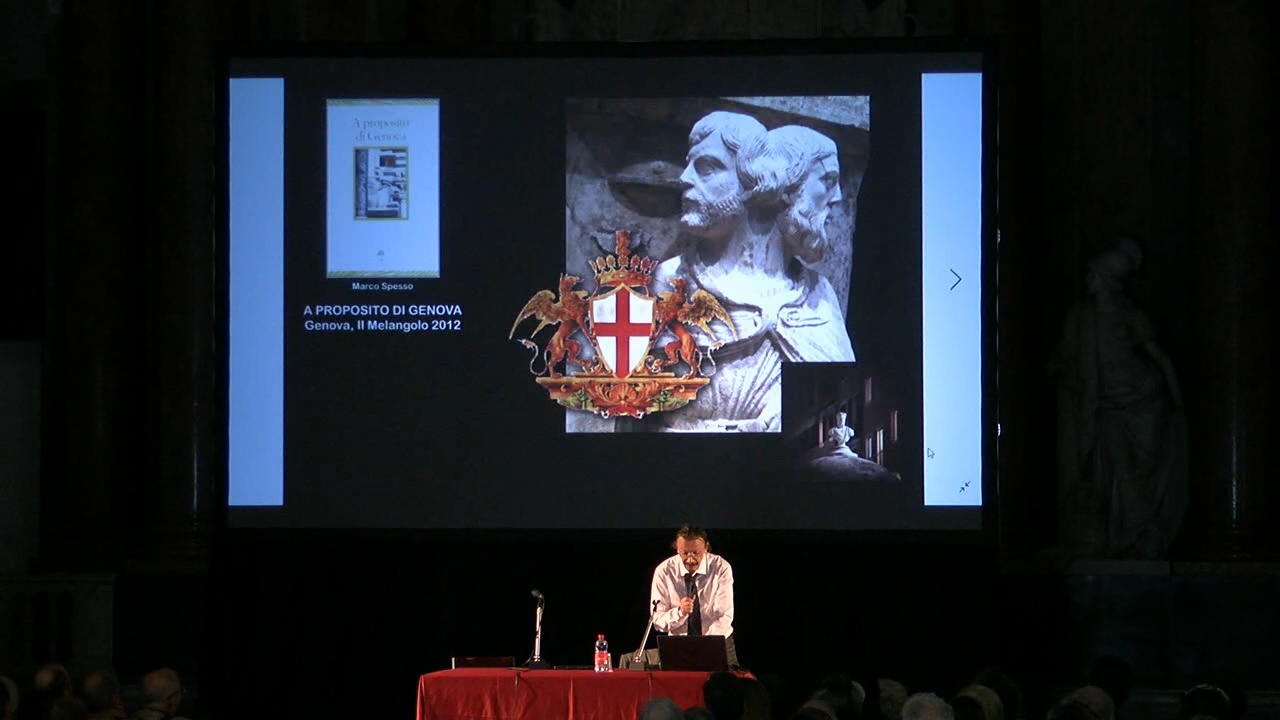 A proposito
di Genova
Marco Spesso
A PROPOSITO DI GENOVA
Genova, Il Melangolo 2012